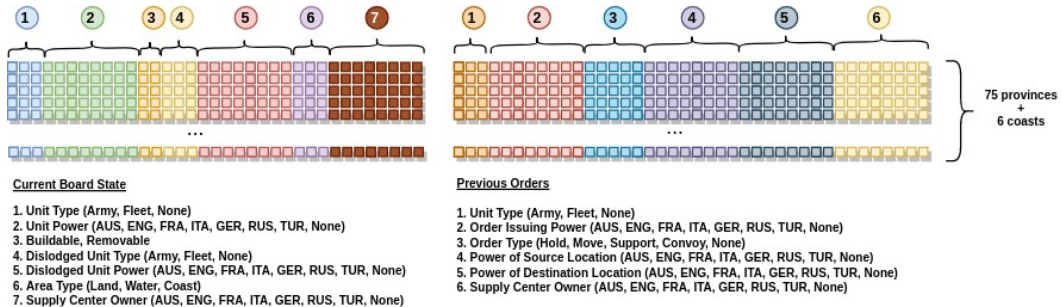 1 2 3 4 5 6 7
1 2 3 4 5 6
75 provinces
+
6 coasts
...
...
Current Board State
1. Unit Type (Army, Fleet, None)
2. Unit Power (AUS, ENG, FRA, ITA, GER, RUS, TUR, None)
3. Buildable, Removable
4. Dislodged Unit Type (Army, Fleet, None)
5. Dislodged Unit Power (AUS, ENG, FRA, ITA, GER, RUS, TUR, None)
6. Area Type (Land, Water, Coast)
7. Supply Center Owner (AUS, ENG, FRA, ITA, GER, RUS, TUR, None)
Previous Orders
1. Unit Type (Army, Fleet, None)
2. Order Issuing Power (AUS, ENG, FRA, ITA, GER, RUS, TUR, None)
3. Order Type (Hold, Move, Support, Convoy, None)
4. Power of Source Location (AUS, ENG, FRA, ITA, GER, RUS, TUR, None)
5. Power of Destination Location (AUS, ENG, FRA, ITA, GER, RUS, TUR, None)
6. Supply Center Owner (AUS, ENG, FRA, ITA, GER, RUS, TUR, None)